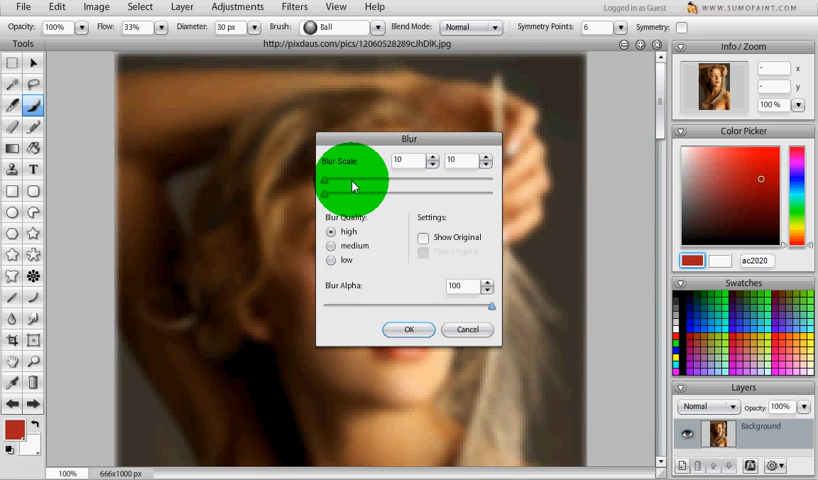 File Edit Image Select Layer Adjustments Filters View Help
Logged in as Guest
WWW.SUMOPAINT.COM
Opacity: 100% Flow: 33% Diameter: 30 px Brush: Ball Blend Mode: Normal Symmetry Points: 6 Symmetry:
Tools
http://pixdaus.com/pics/12060528289cJhDlK.jpg
Info / Zoom
x
y
100 %
Color Picker
ac2020
Swatches
Layers
Normal Opacity: 100%
Background
Blur
Blur Scale: 10 10
Blur Quality:
high
medium
low
Settings:
Show Original
Fade Original
Blur Alpha: 100
OK Cancel
T
100% 666x1000 px